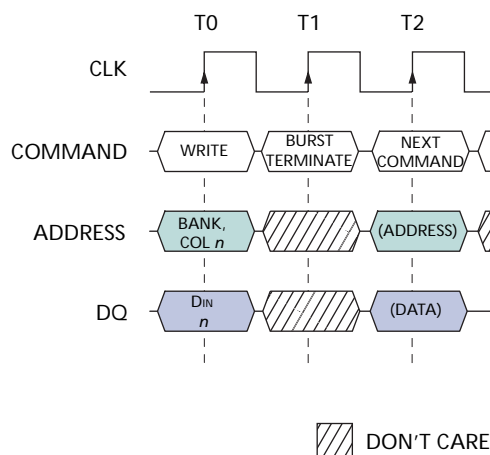 T0 T1 T2
CLK
COMMAND WRITE BURST TERMINATE NEXT COMMAND
ADDRESS BANK, COL n (ADDRESS)
DQ DIN n (DATA)
DON'T CARE